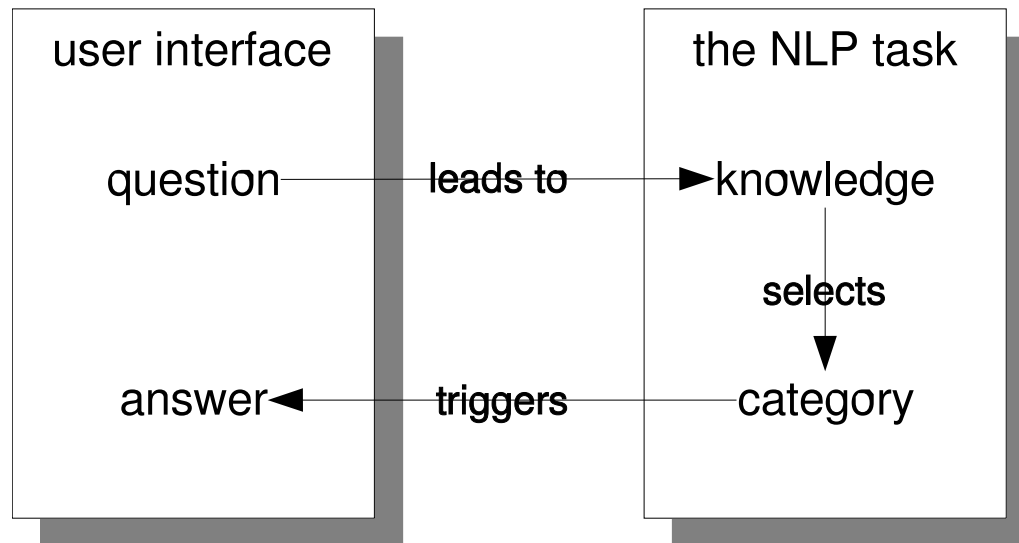 user interface
the NLP task
question
leads to
knowledge
selects
answer
triggers
category